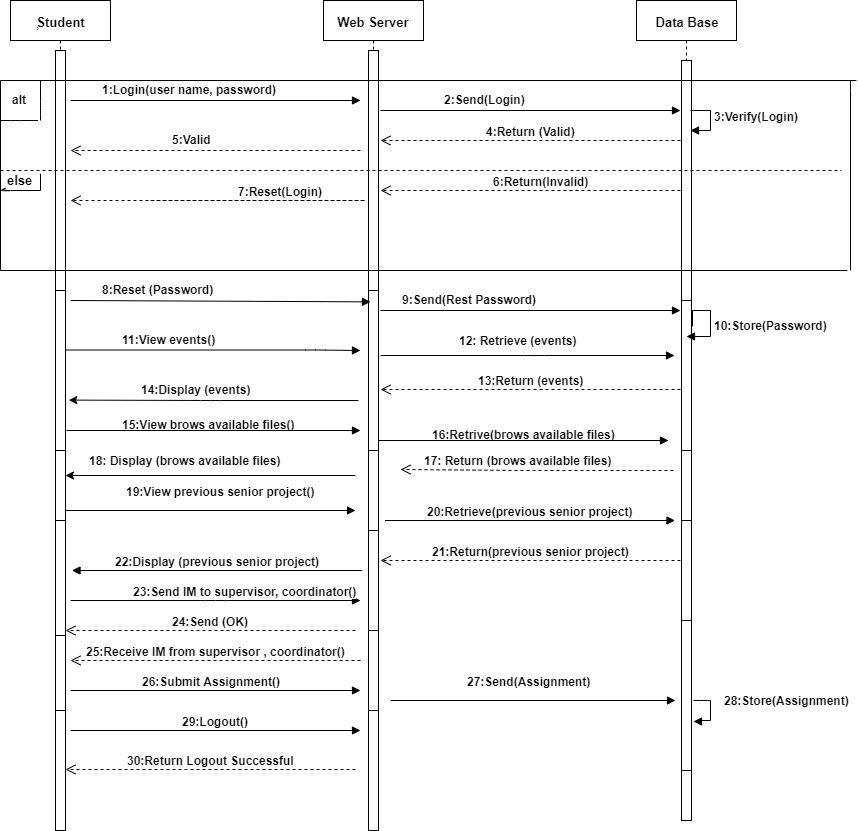 Student
Web Server
Data Base
alt
1:Login(user name, password)
2:Send(Login)
3:Verify(Login)
4:Return (Valid)
5:Valid
else
6:Return(Invalid)
7:Reset(Login)
8:Reset (Password)
9:Send(Rest Password)
10:Store(Password)
11:View events()
12: Retrieve (events)
13:Return (events)
14:Display (events)
15:View brows available files()
16:Retrive(brows available files)
17: Return (brows available files)
18: Display (brows available files)
19:View previous senior project()
20:Retrieve(previous senior project)
21:Return(previous senior project)
22:Display (previous senior project)
23:Send IM to supervisor, coordinator()
24:Send (OK)
25:Receive IM from supervisor , coordinator()
26:Submit Assignment()
27:Send(Assignment)
28:Store(Assignment)
29:Logout()
30:Return Logout Successful